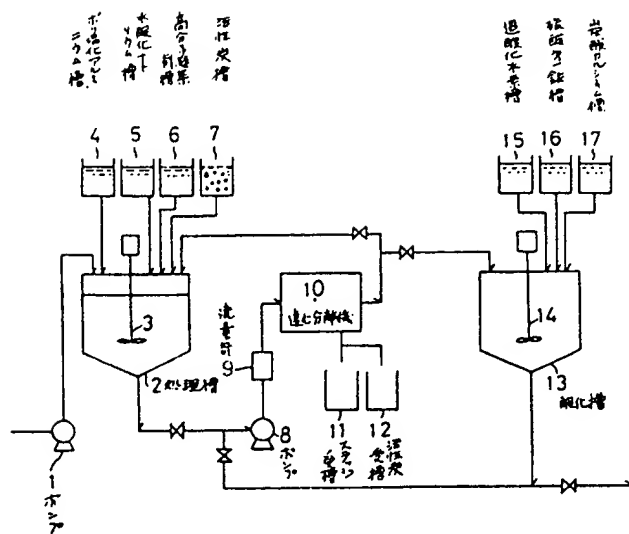 ポリ塩化アルミニウム槽
水酸化ナトリウム槽
高分子凝集剤槽
活性炭槽
過酸化水素槽
硫酸第一鉄槽
炭酸カルシウム槽
4
5
6
7
15
16
17
3
10
遠心分離機
14
流量計
9
2 処理槽
8
ポンプ
11
スラッジ受槽
12
活性炭受槽
13
酸化槽
1
ポンプ